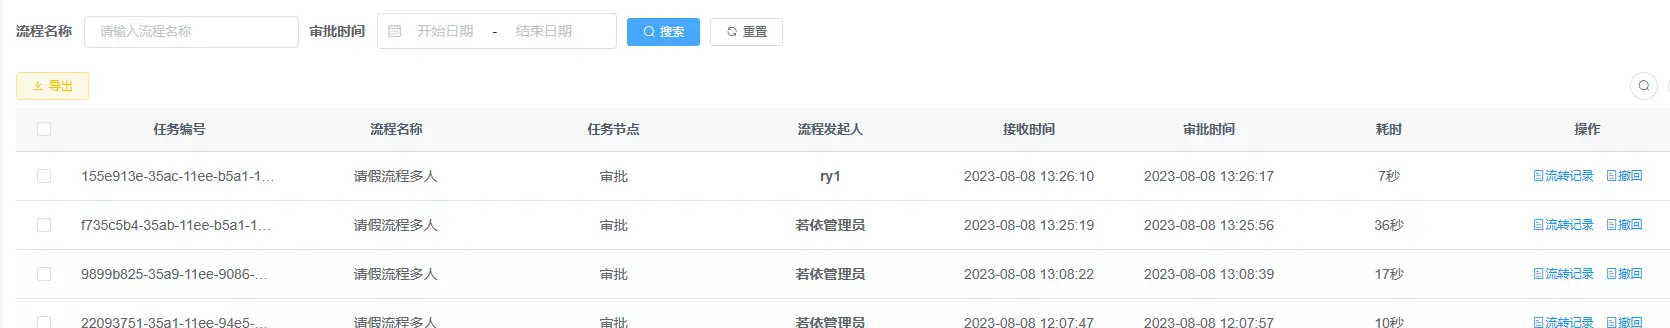 流程名称 请输入流程名称 审批时间 开始日期 - 结束日期 搜索 重置
导出
任务编号 流程名称 任务节点 流程发起人 接收时间 审批时间 耗时 操作
155e913e-35ac-11ee-b5a1-1... 请假流程多人 审批 ry1 2023-08-08 13:26:10 2023-08-08 13:26:17 7秒 流转记录 撤回
f735c5b4-35ab-11ee-b5a1-1... 请假流程多人 审批 若依管理员 2023-08-08 13:25:19 2023-08-08 13:25:56 36秒 流转记录 撤回
9899b825-35a9-11ee-9086-... 请假流程多人 审批 若依管理员 2023-08-08 13:08:22 2023-08-08 13:08:39 17秒 流转记录 撤回
22093751-35a1-11ee-94e5-... 请假流程多人 审批 若依管理员 2023-08-08 12:07:47 2023-08-08 12:07:57 10秒 流转记录 撤回